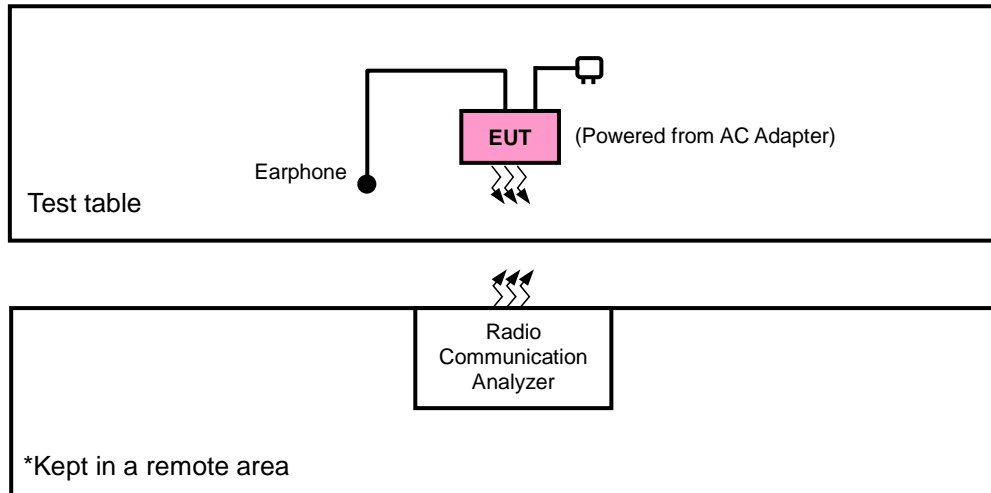 EUT
(Powered from AC Adapter)
Earphone
Test table
Radio
Communication
Analyzer
*Kept in a remote area